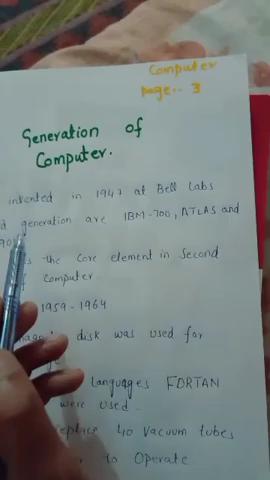 Computer
page.. 3
Generation of
Computer.
intented in 1947 at Bell Labs
generation are IBM-700, ATLAS and
the core element in Second
Computer
1959-1964
disk was used for
Languages FORTAN
were used.
40 vacuum tubes
to Operate